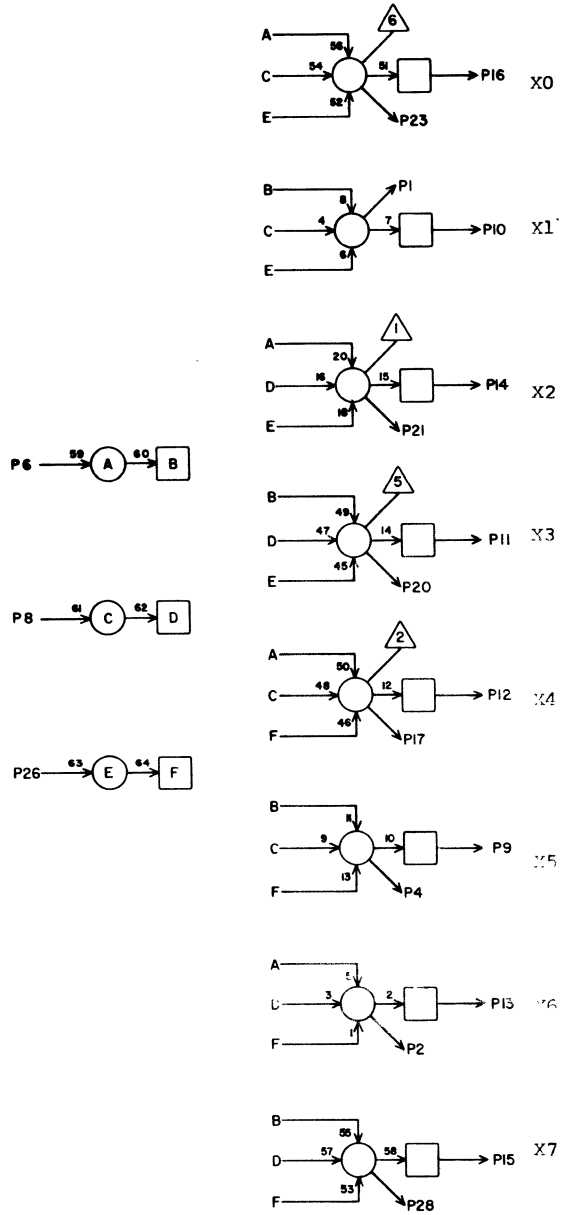 A 56 6
C 54 51 P16 X0
E 52 P23
B 8 P1
C 4 7 P10 X1
E 6
A 20 1
D 16 15 P14 X2
E 18 P21
P6 59 A 60 B
B 49 5
D 47 14 P11 X3
E 45 P20
P8 61 C 62 D
A 50 2
C 48 12 P12 X4
F 46 P17
P26 63 E 64 F
B 11
C 9 10 P9 X5
F 13 P4
A 5
D 3 2 P13 X6
F 1 P2
B 55
D 57 58 P15 X7
F 53 P28